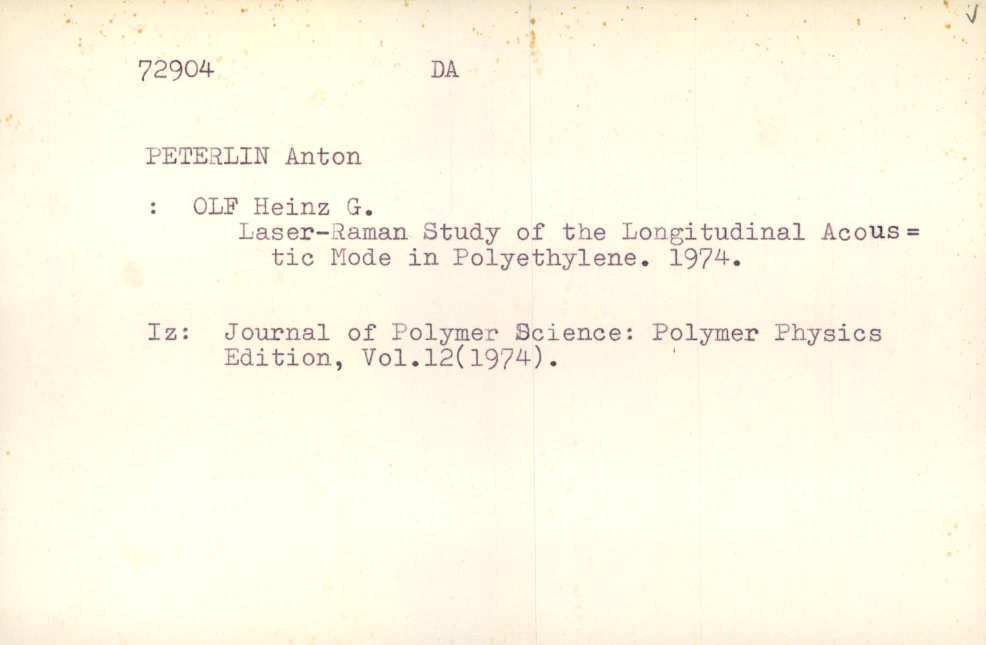 72904 DA
PETERLIN Anton
: OLF Heinz G.
Laser-Raman Study of the Longitudinal Acous=
tic Mode in Polyethylene. 1974.
Iz: Journal of Polymer Science: Polymer Physics
Edition, Vol.12(1974).